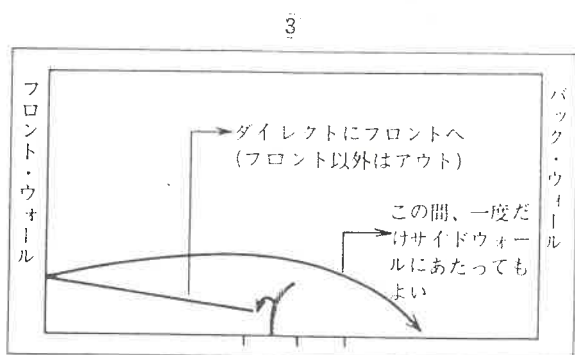 3
フロント・ウォール
ダイレクトにフロントへ
(フロント以外はアウト)
この間、一度だ
けサイドウォー
ルにあたっても
よい
バック・ウォール